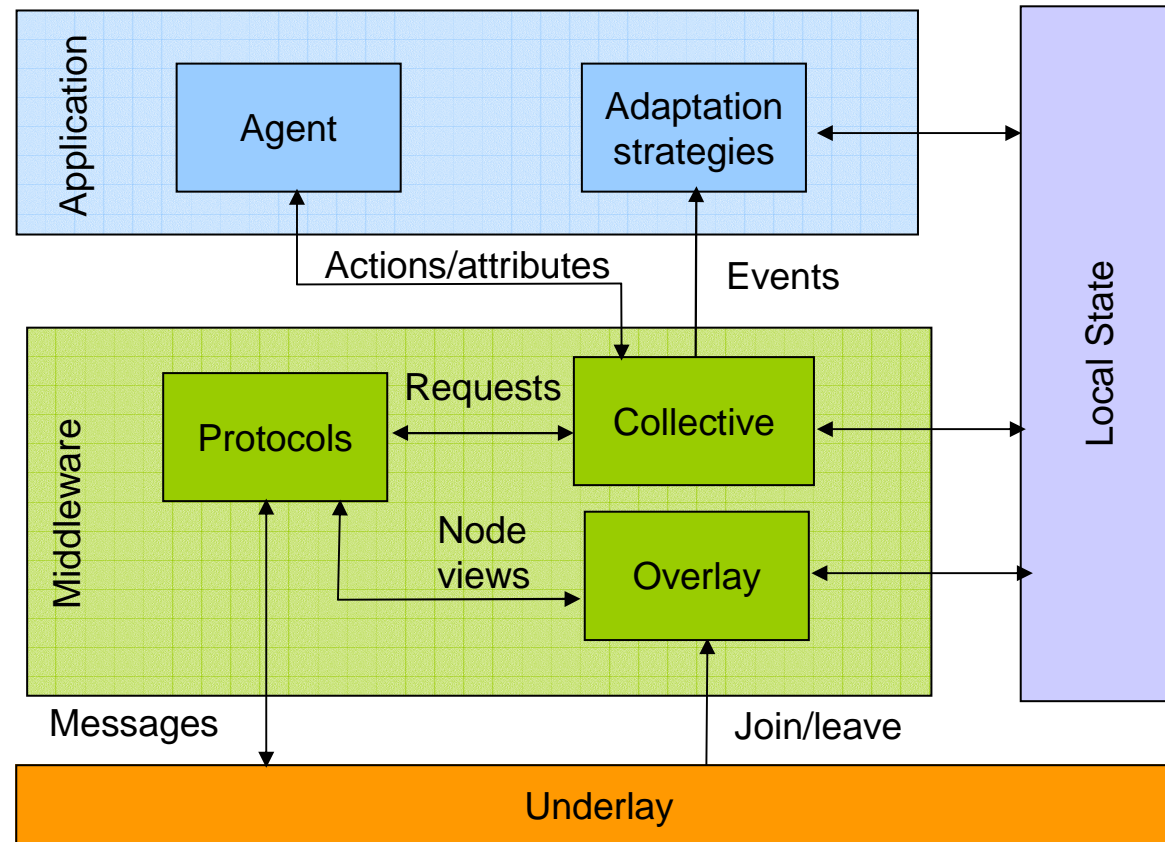 Application
Agent
Adaptation
strategies
Actions/attributes
Events
Local State
Middleware
Protocols
Requests
Collective
Node
views
Overlay
Messages
Join/leave
Underlay